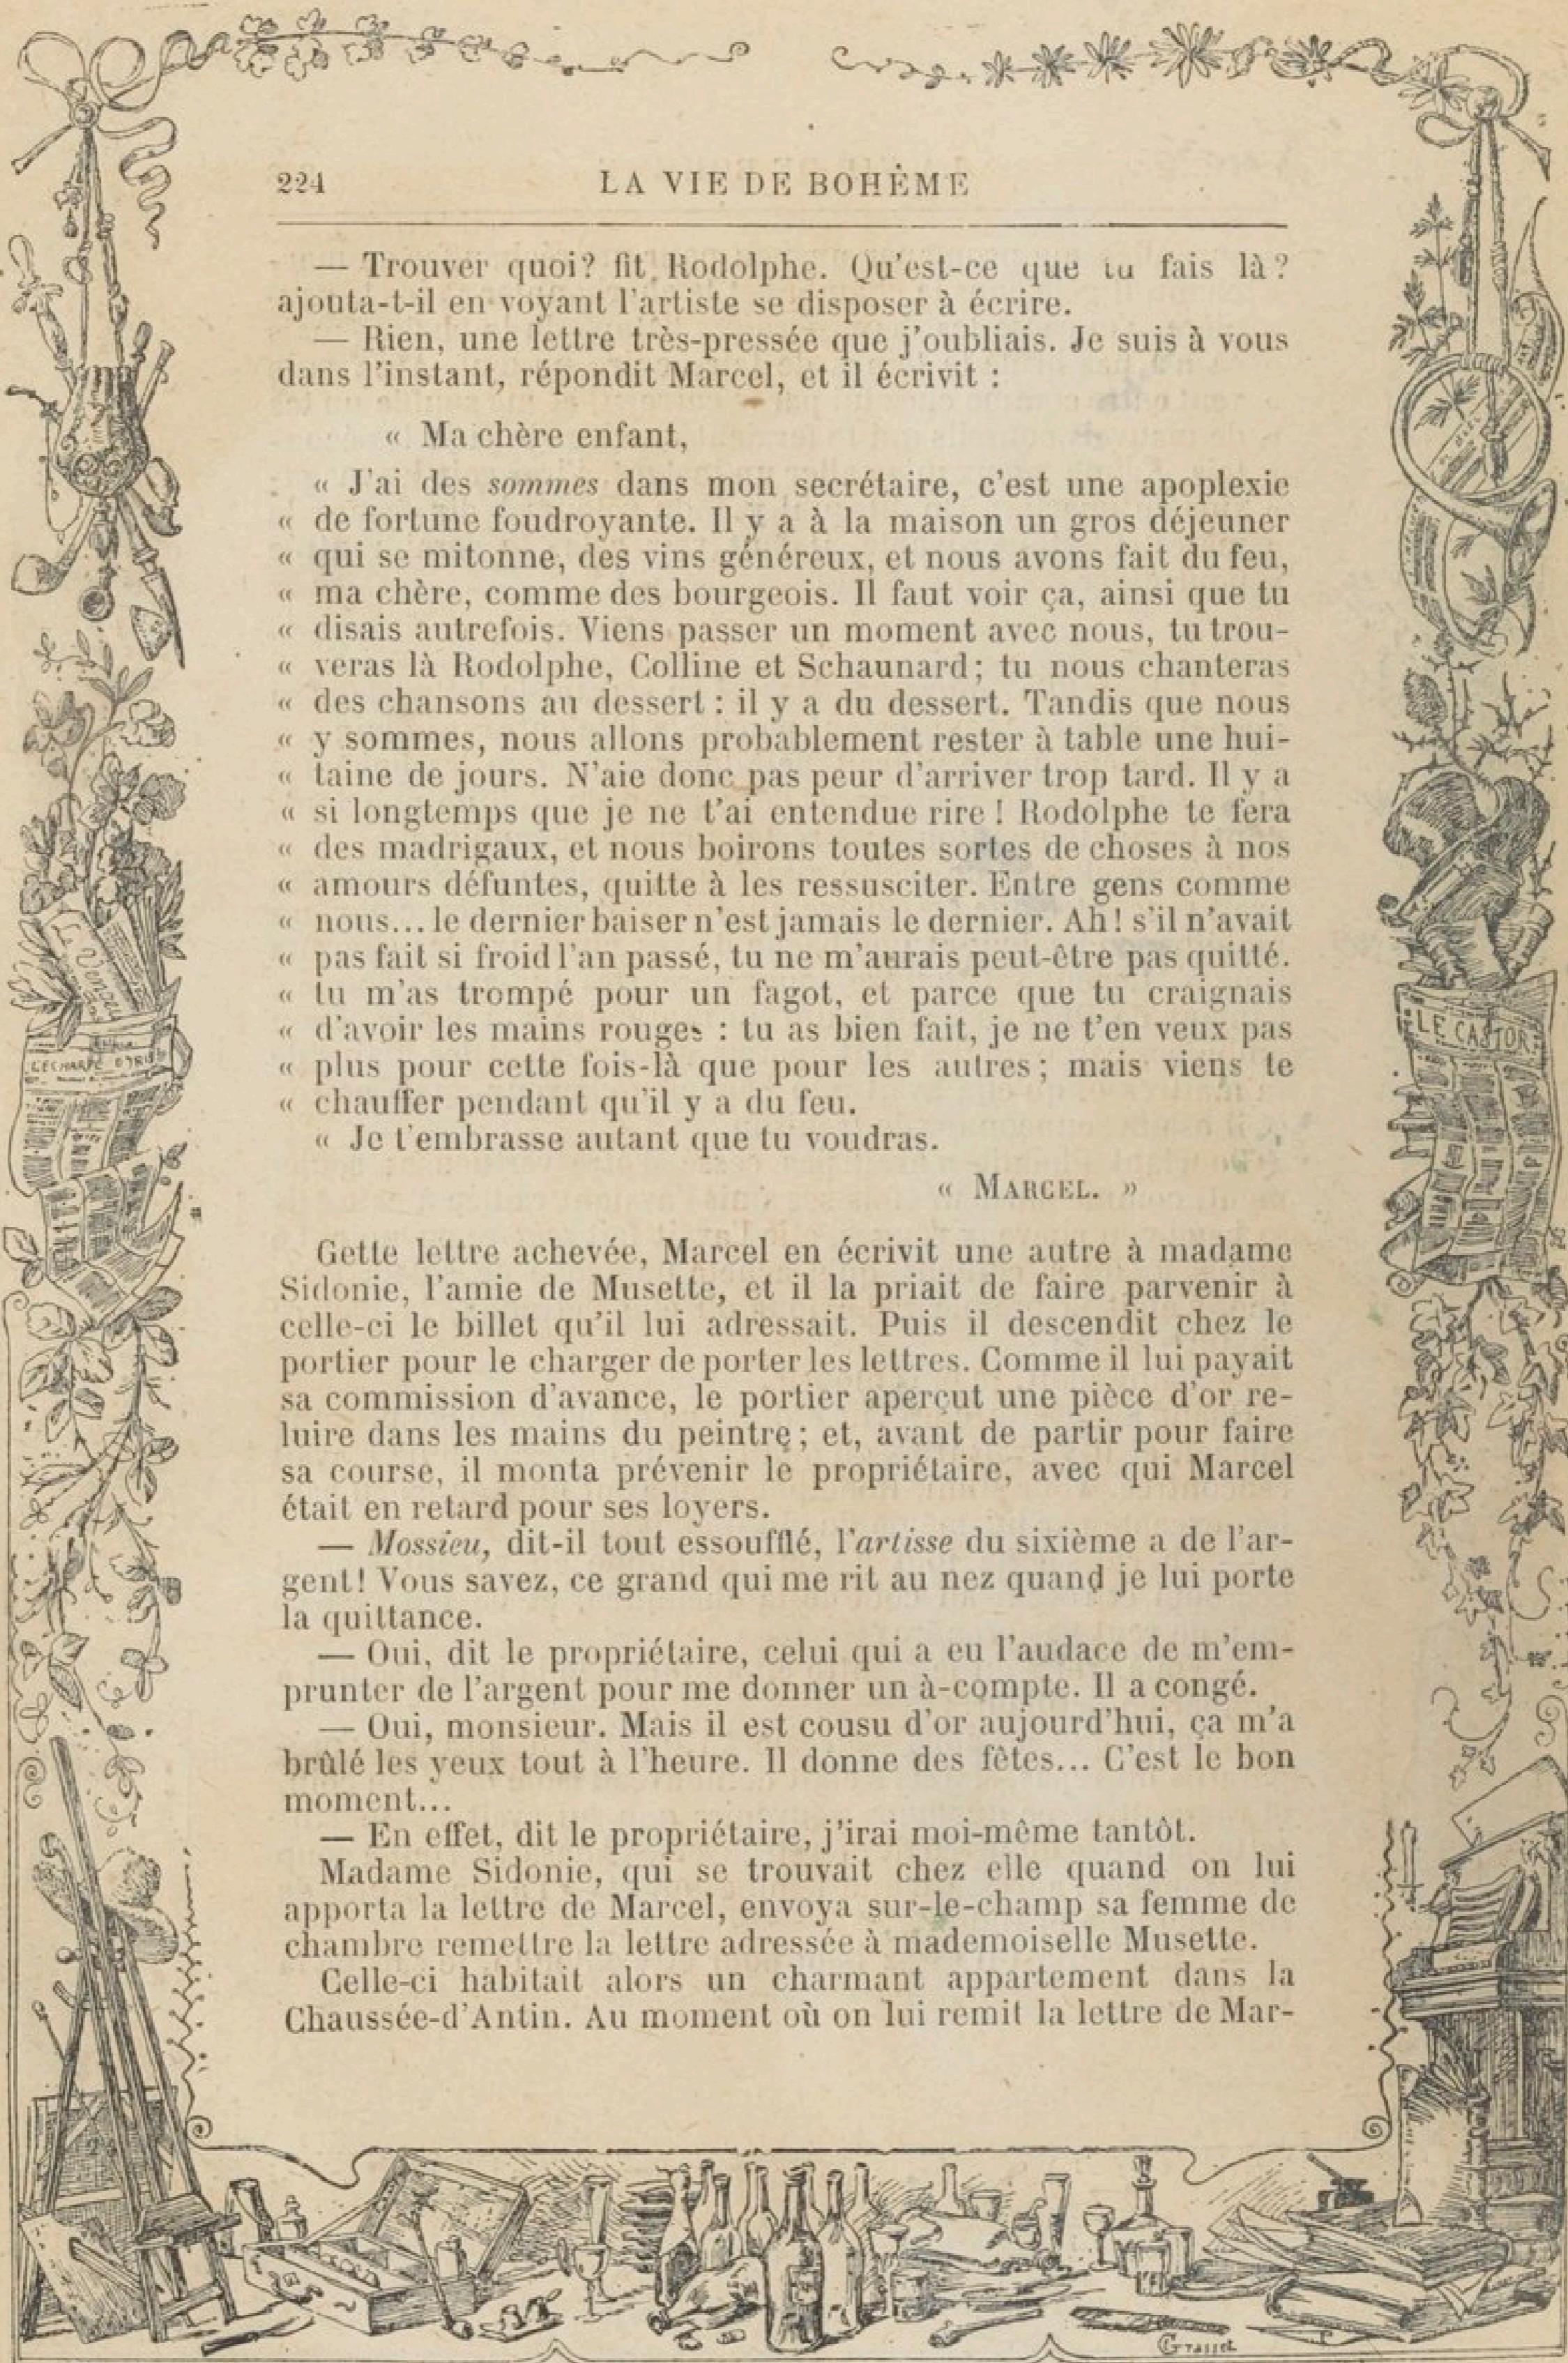 224 LA VIE DE BOHÈME
— Trouver quoi? fit Rodolphe. Qu'est-ce que tu fais là?
ajouta-t-il en voyant l'artiste se disposer à écrire.
— Rien, une lettre très-pressée que j'oubliais. Je suis à vous
dans l'instant, répondit Marcel, et il écrivit :
« Ma chère enfant,
« J'ai des sommes dans mon secrétaire, c'est une apoplexie
« de fortune foudroyante. Il y a à la maison un gros déjeuner
« qui se mitonne, des vins généreux, et nous avons fait du feu,
« ma chère, comme des bourgeois. Il faut voir ça, ainsi que tu
« disais autrefois. Viens passer un moment avec nous, tu trou-
« veras là Rodolphe, Colline et Schaunard; tu nous chanteras
« des chansons au dessert : il y a du dessert. Tandis que nous
« y sommes, nous allons probablement rester à table une hui-
« taine de jours. N'aie donc pas peur d'arriver trop tard. Il y a
« si longtemps que je ne t'ai entendue rire ! Rodolphe te fera
« des madrigaux, et nous boirons toutes sortes de choses à nos
« amours défuntes, quitte à les ressusciter. Entre gens comme
« nous... le dernier baiser n'est jamais le dernier. Ah! s'il n'avait
« pas fait si froid l'an passé, tu ne m'aurais peut-être pas quitté.
« tu m'as trompé pour un fagot, et parce que tu craignais
« d'avoir les mains rouges : tu as bien fait, je ne t'en veux pas
« plus pour cette fois-là que pour les autres; mais viens te
« chauffer pendant qu'il y a du feu.
« Je t'embrasse autant que tu voudras.
« MARCEL. »
Cette lettre achevée, Marcel en écrivit une autre à madame
Sidonie, l'amie de Musette, et il la priait de faire parvenir à
celle-ci le billet qu'il lui adressait. Puis il descendit chez le
portier pour le charger de porter les lettres. Comme il lui payait
sa commission d'avance, le portier aperçut une pièce d'or re-
luire dans les mains du peintre; et, avant de partir pour faire
sa course, il monta prévenir le propriétaire, avec qui Marcel
était en retard pour ses loyers.
— Mossieu, dit-il tout essoufflé, l'artisse du sixième a de l'ar-
gent! Vous savez, ce grand qui me rit au nez quand je lui porte
la quittance.
— Oui, dit le propriétaire, celui qui a eu l'audace de m'em-
prunter de l'argent pour me donner un à-compte. Il a congé.
— Oui, monsieur. Mais il est cousu d'or aujourd'hui, ça m'a
brûlé les yeux tout à l'heure. Il donne des fêtes... C'est le bon
moment...
— En effet, dit le propriétaire, j'irai moi-même tantôt.
Madame Sidonie, qui se trouvait chez elle quand on lui
apporta la lettre de Marcel, envoya sur-le-champ sa femme de
chambre remettre la lettre adressée à mademoiselle Musette.
Celle-ci habitait alors un charmant appartement dans la
Chaussée-d'Antin. Au moment où on lui remit la lettre de Mar-
L'ECHARPE D'IRIS
LE CASTOR
Grasset